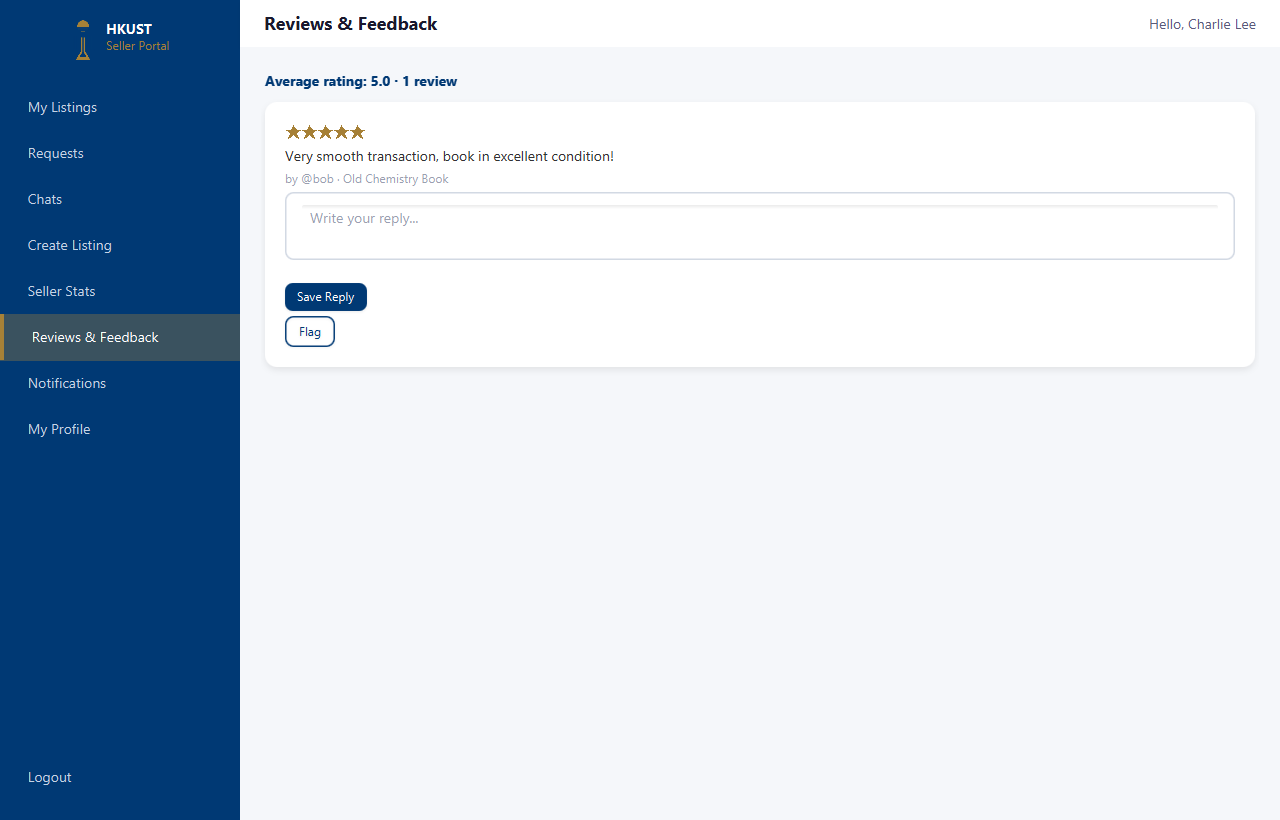 HKUST
Seller Portal
My Listings
Requests
Chats
Create Listing
Seller Stats
Reviews & Feedback
Notifications
My Profile
Logout
Reviews & Feedback
Hello, Charlie Lee
Average rating: 5.0 · 1 review
★★★★★
Very smooth transaction, book in excellent condition!
by @bob · Old Chemistry Book
Write your reply...
Save Reply
Flag